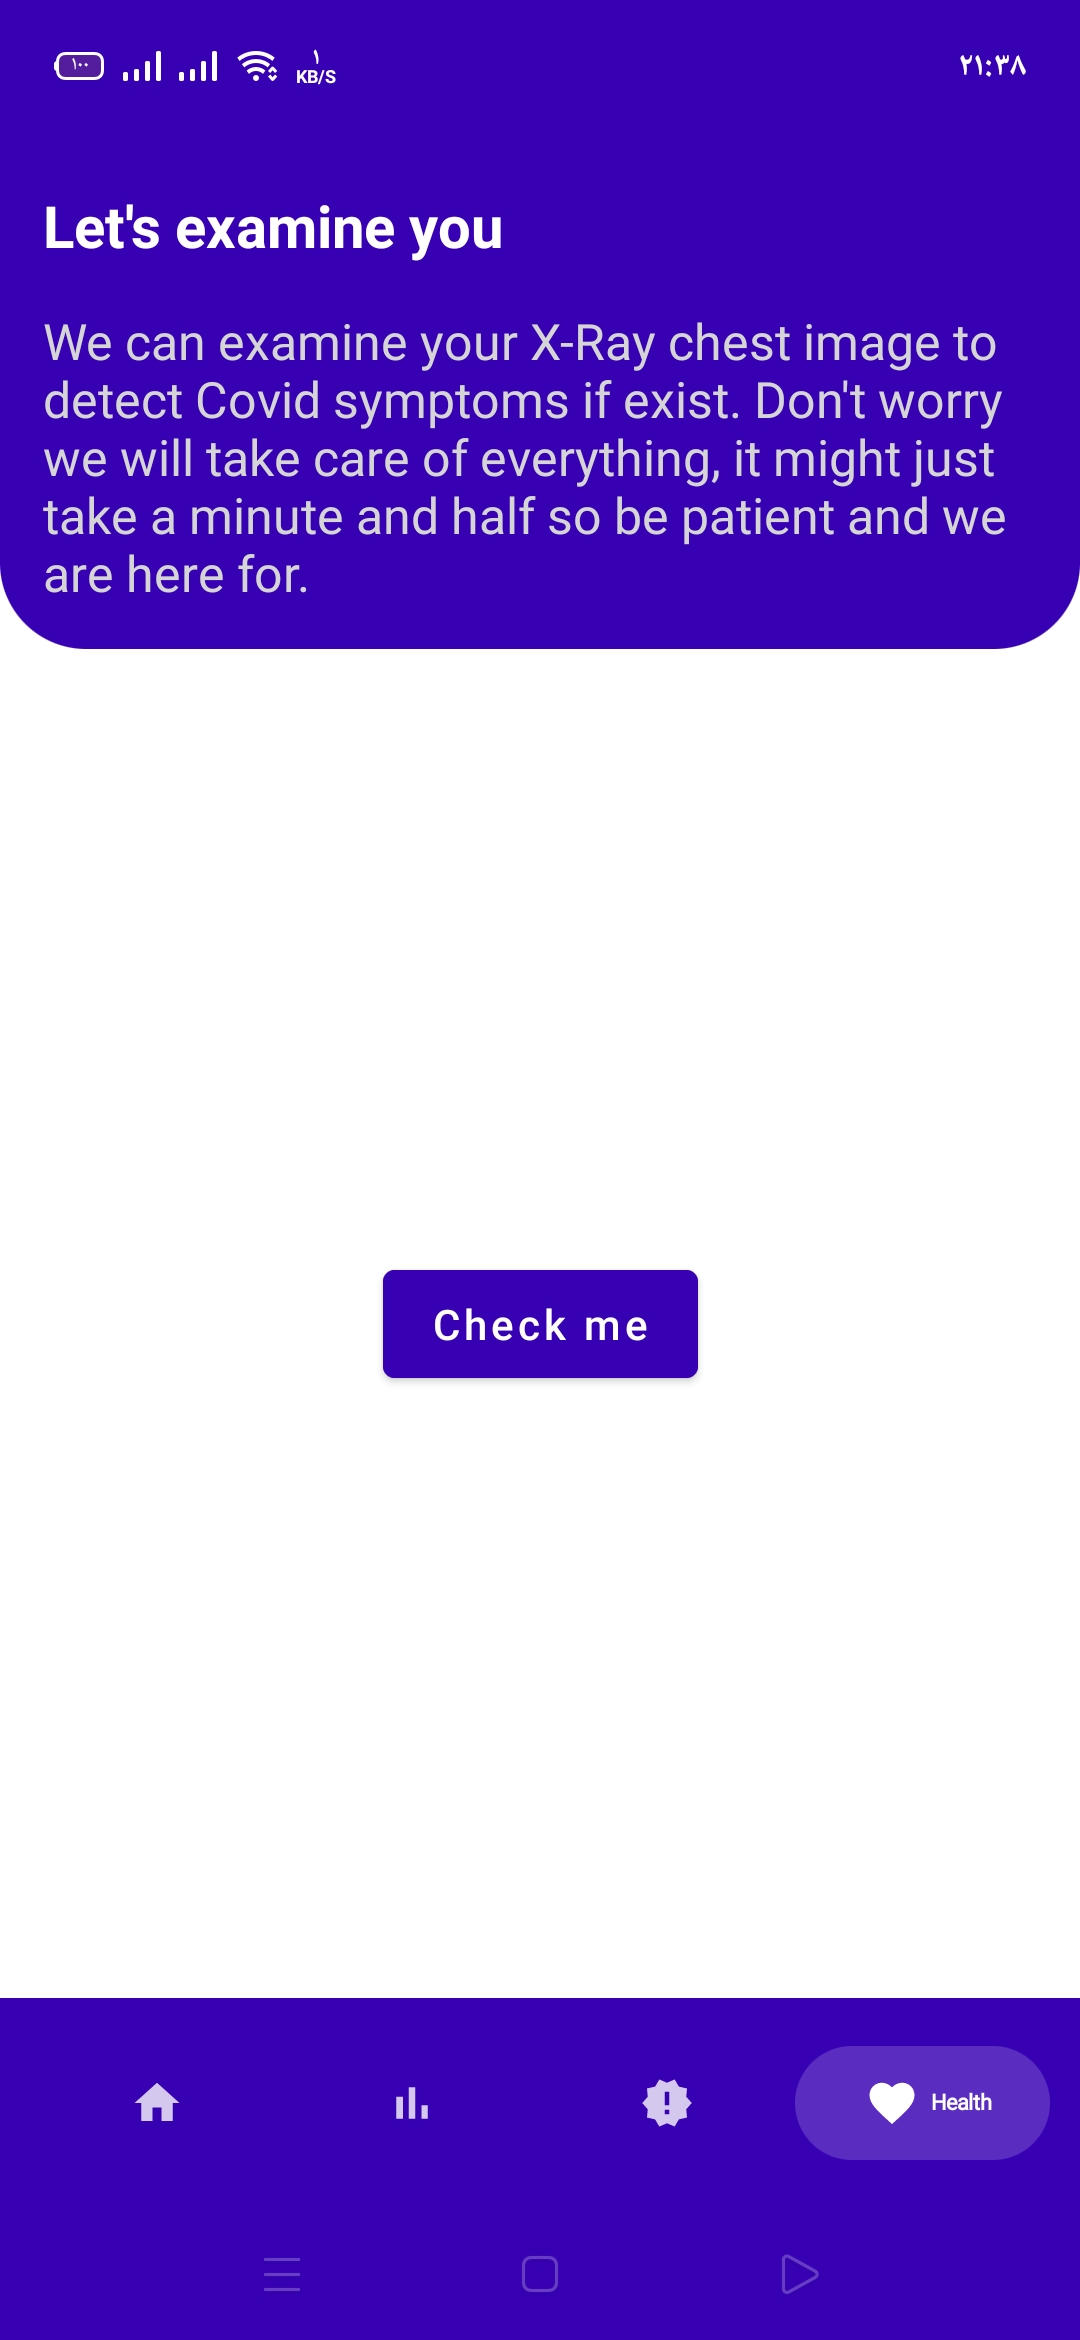 ١٠٠
١
KB/S
٢١:٣٨
Let's examine you
We can examine your X-Ray chest image to
detect Covid symptoms if exist. Don't worry
we will take care of everything, it might just
take a minute and half so be patient and we
are here for.
Check me
Health